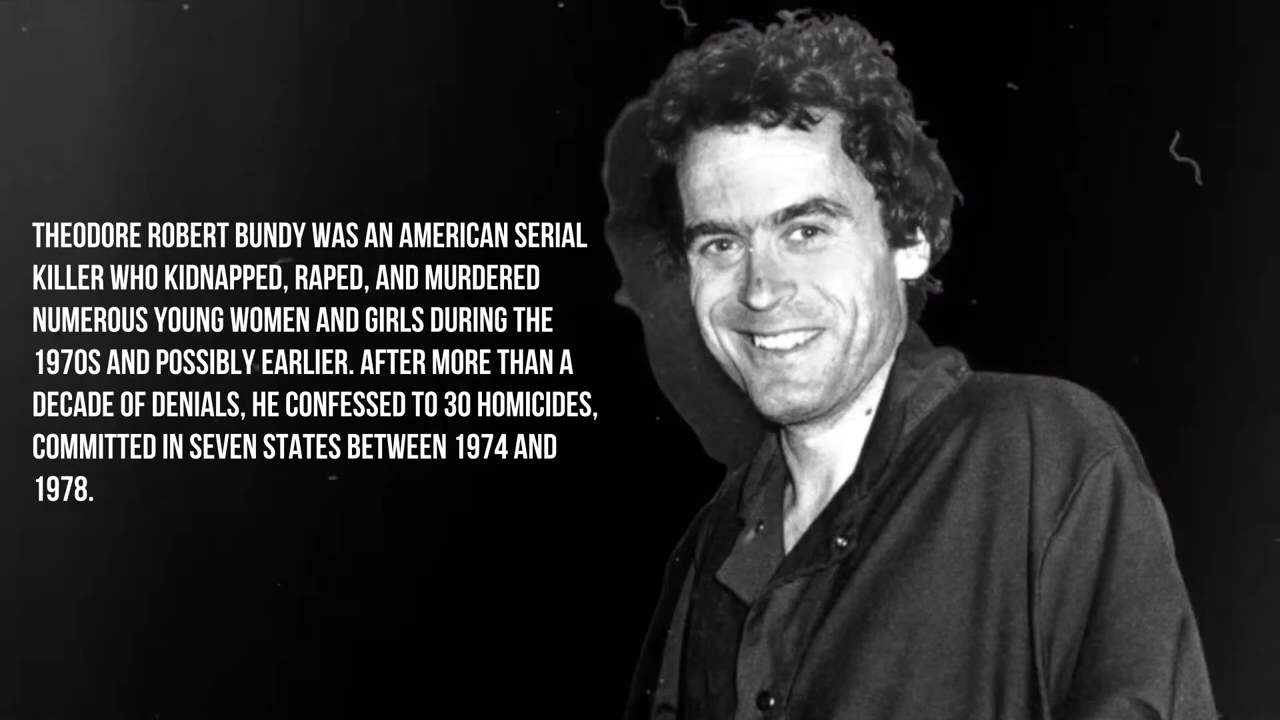 THEODORE ROBERT BUNDY WAS AN AMERICAN SERIAL
KILLER WHO KIDNAPPED, RAPED, AND MURDERED
NUMEROUS YOUNG WOMEN AND GIRLS DURING THE
1970S AND POSSIBLY EARLIER. AFTER MORE THAN A
DECADE OF DENIALS, HE CONFESSED TO 30 HOMICIDES,
COMMITTED IN SEVEN STATES BETWEEN 1974 AND
1978.